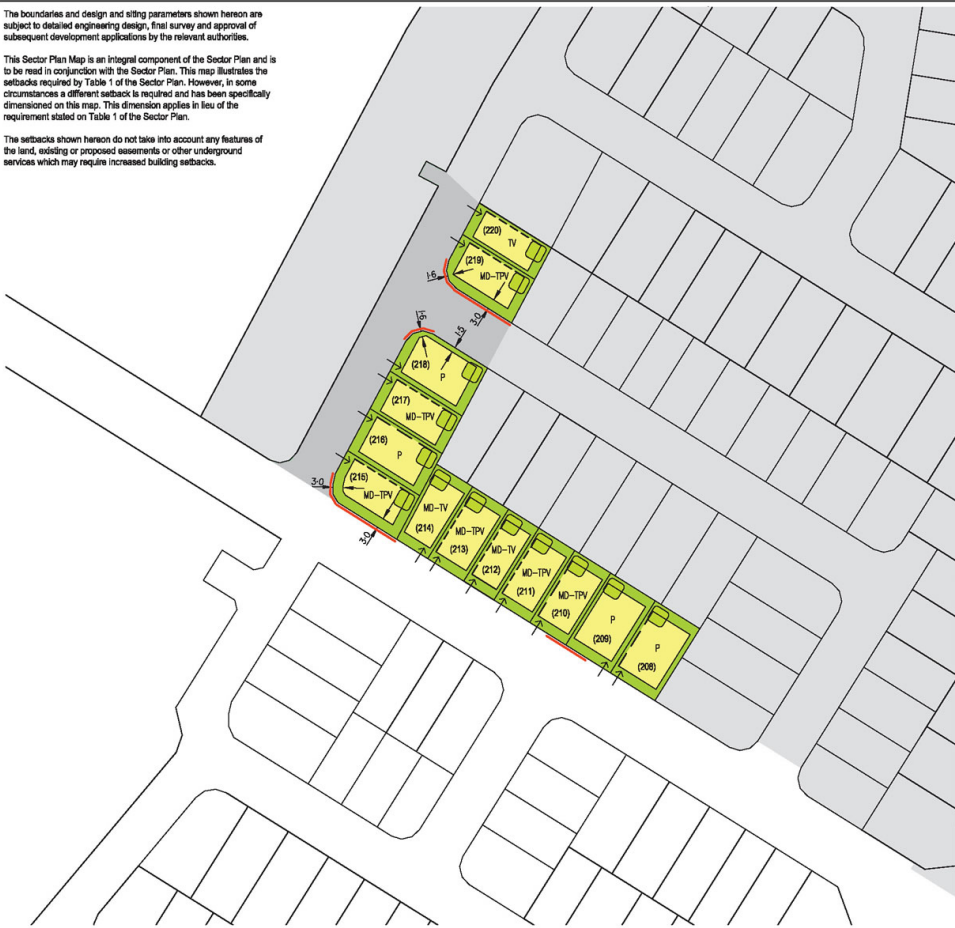 The boundaries and design and siting parameters shown hereon are
subject to detailed engineering design, final survey and approval of
subsequent development applications by the relevant authorities.
This Sector Plan Map is an integral component of the Sector Plan and is
to be read in conjunction with the Sector Plan. This map illustrates the
setbacks required by Table 1 of the Sector Plan. However, in some
circumstances a different setback is required and has been specifically
dimensioned on this map. This dimension applies in lieu of the
requirement stated on Table 1 of the Sector Plan.
The setbacks shown hereon do not take into account any features of
the land, existing or proposed easements or other underground
services which may require increased building setbacks.
(220)
TV
(219)
MD-TPV
1·6
3·0
1·5
(218)
P
(217)
MD-TPV
(216)
P
(215)
MD-TPV
3·0
3·0
MD-TV
(214)
MD-TPV
(213)
MD-TV
(212)
MD-TPV
(211)
MD-TPV
(210)
P
(209)
P
(208)